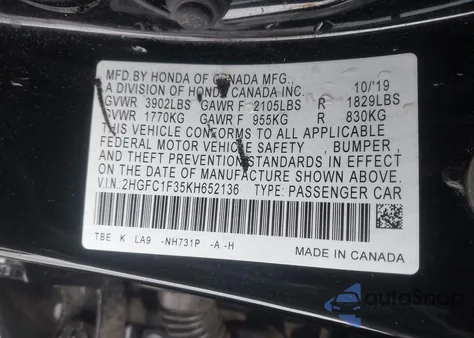 MFD.BY HONDA OF CANADA MFG.,
A DIVISION OF HONDA CANADA INC. 10/'19
GVWR 3902LBS GAWR F 2105LBS R 1829LBS
GVWR 1770KG GAWR F 955KG R 830KG
THIS VEHICLE CONFORMS TO ALL APPLICABLE
FEDERAL MOTOR VEHICLE SAFETY , BUMPER ,
AND THEFT PREVENTION STANDARDS IN EFFECT
ON THE DATE OF MANUFACTURE SHOWN ABOVE.
V.I.N.:2HGFC1F35KH652136 TYPE: PASSENGER CAR
TBE K LA9 -NH731P -A -H
MADE IN CANADA
autoSnap